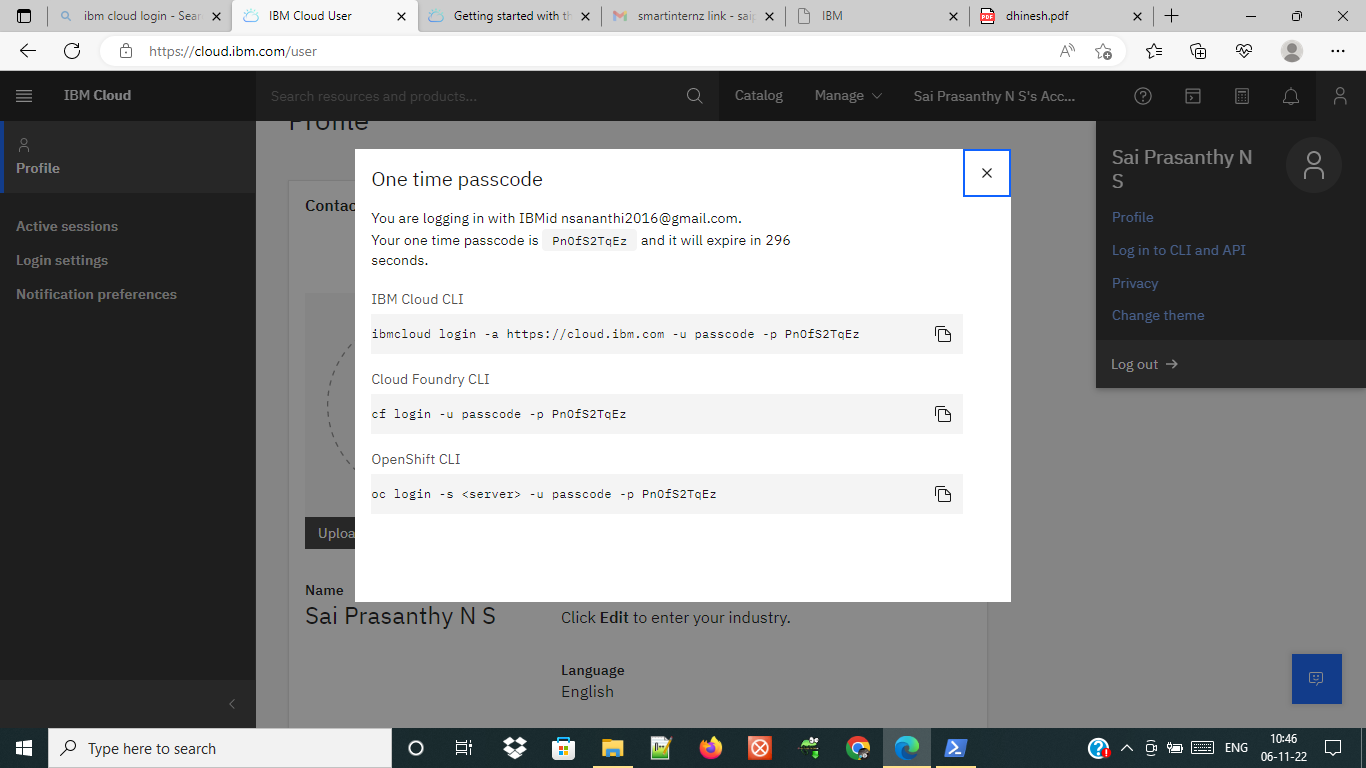 ibm cloud login - Sear
IBM Cloud User
Getting started with th
smartinternz link - saip
IBM
dhinesh.pdf
https://cloud.ibm.com/user
IBM Cloud
Search resources and products...
Catalog
Manage
Sai Prasanthy N S's Acc...
Profile
Profile
Active sessions
Login settings
Notification preferences
Contac
Uploa
Name
Sai Prasanthy N S
Click Edit to enter your industry.
Language
English
One time passcode
You are logging in with IBMid nsananthi2016@gmail.com.
Your one time passcode is PnOfS2TqEz and it will expire in 296
seconds.
IBM Cloud CLI
ibmcloud login -a https://cloud.ibm.com -u passcode -p PnOfS2TqEz
Cloud Foundry CLI
cf login -u passcode -p PnOfS2TqEz
OpenShift CLI
oc login -s <server> -u passcode -p PnOfS2TqEz
Sai Prasanthy N
S
Profile
Log in to CLI and API
Privacy
Change theme
Log out
Type here to search
ENG
10:46
06-11-22